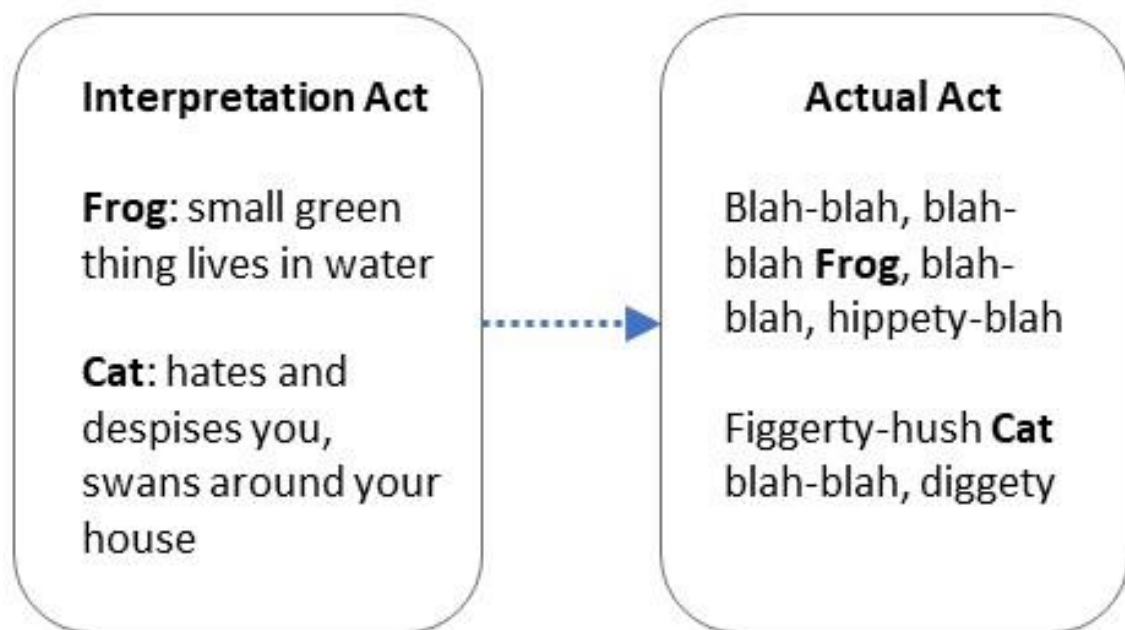 Interpretation Act
Frog: small green
thing lives in water
Cat: hates and
despises you,
swans around your
house
Actual Act
Blah-blah, blah-
blah Frog, blah-
blah, hippety-blah
Figgerty-hush Cat
blah-blah, diggety